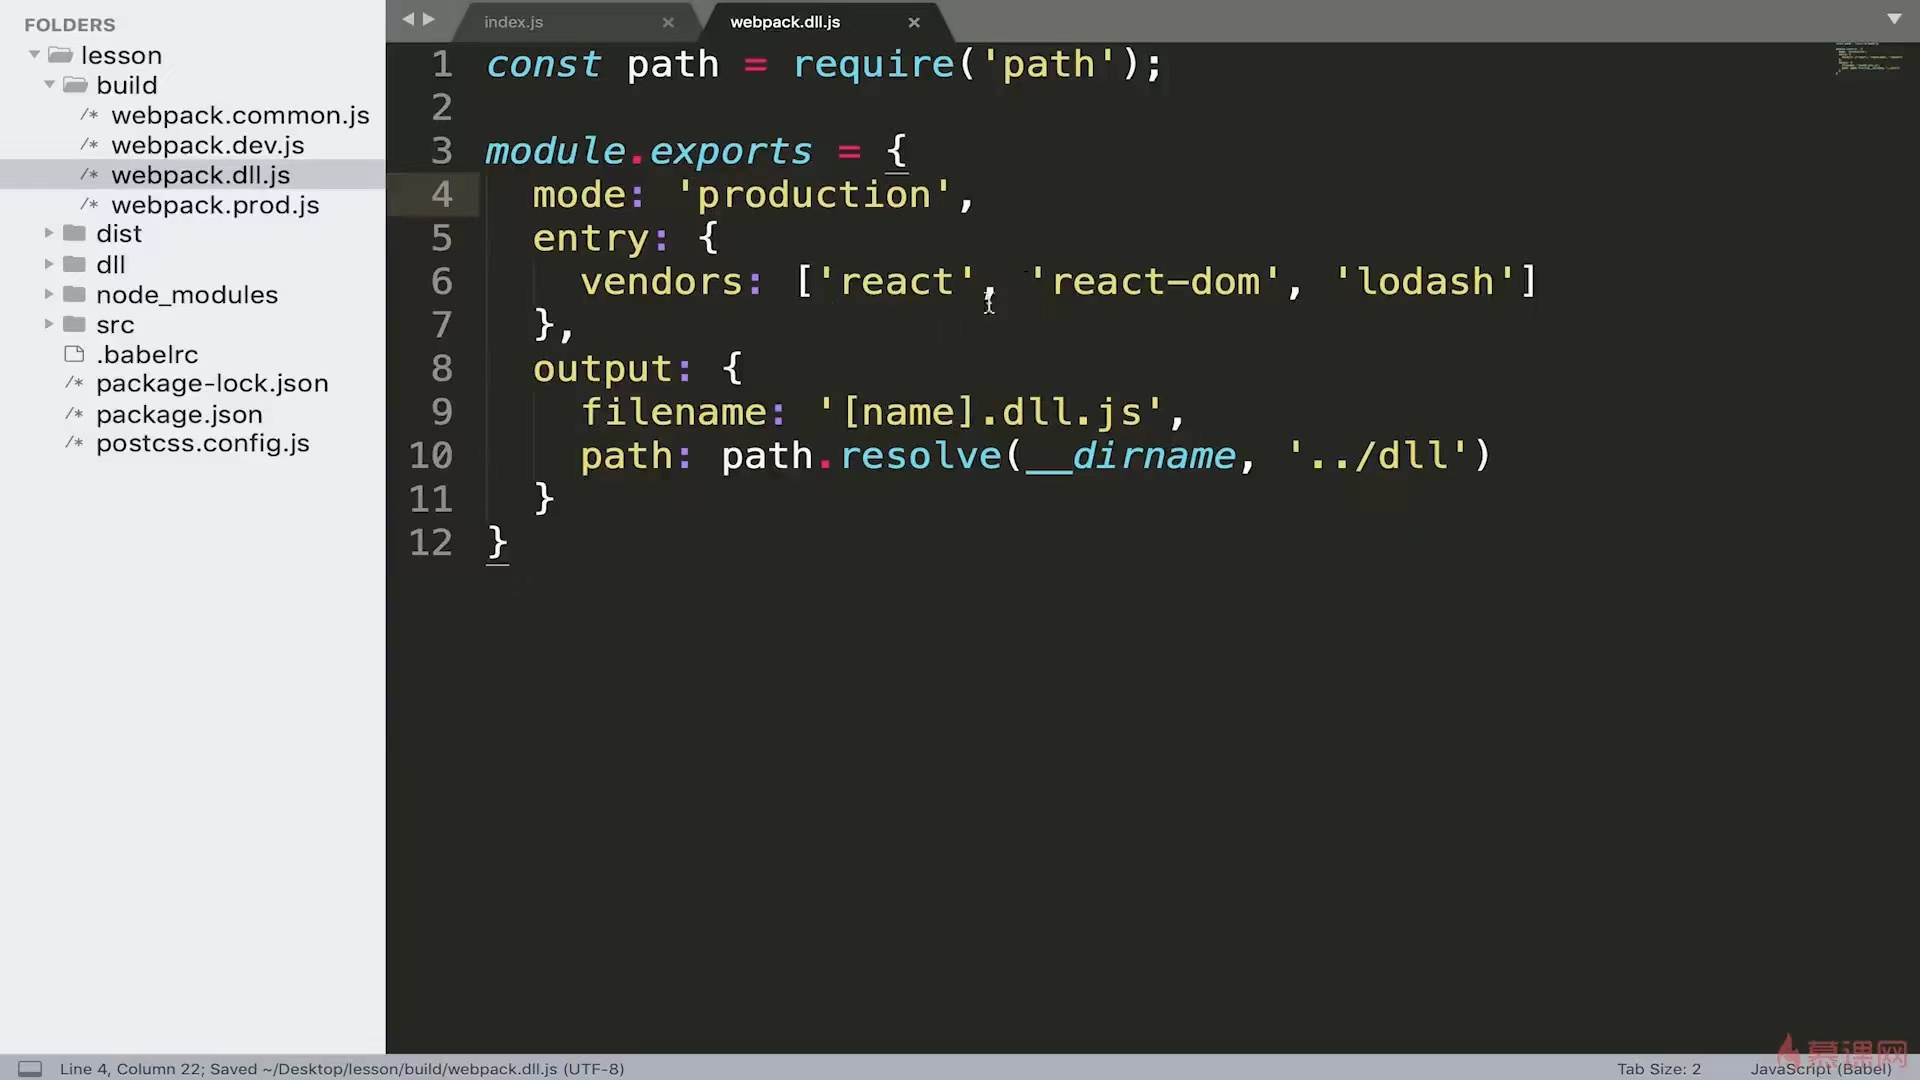 FOLDERS
lesson
build
/* webpack.common.js
/* webpack.dev.js
/* webpack.dll.js
/* webpack.prod.js
dist
dll
node_modules
src
.babelrc
/* package-lock.json
/* package.json
/* postcss.config.js
index.js ×
webpack.dll.js ×
1 const path = require('path');
2
3 module.exports = {
4   mode: 'production',
5   entry: {
6     vendors: ['react', 'react-dom', 'lodash']
7   },
8   output: {
9     filename: '[name].dll.js',
10     path: path.resolve(__dirname, '../dll')
11   }
12 }
慕课网
Line 4, Column 22; Saved ~/Desktop/lesson/build/webpack.dll.js (UTF-8)
Tab Size: 2
JavaScript (Babel)